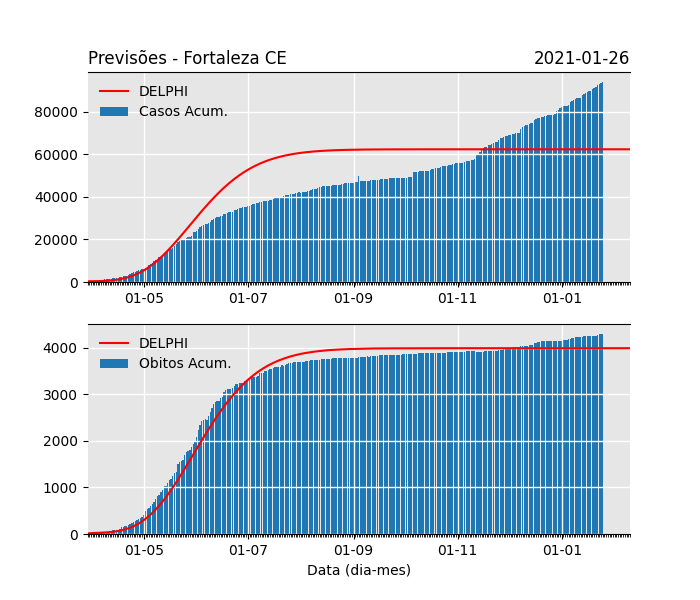 Previsões - Fortaleza CE 2021-01-26
DELPHI
Casos Acum.
80000
60000
40000
20000
0
01-05 01-07 01-09 01-11 01-01
DELPHI
Obitos Acum.
4000
3000
2000
1000
0
01-05 01-07 01-09 01-11 01-01
Data (dia-mes)